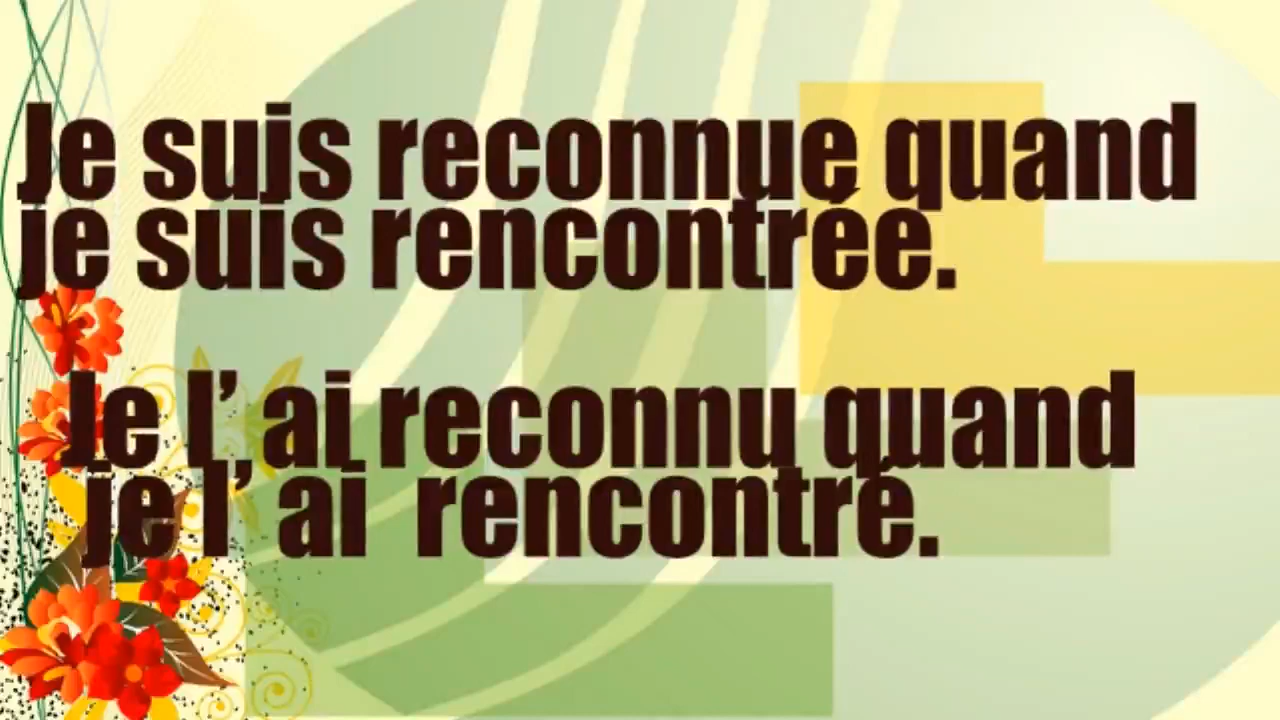 Je suis reconnue quand
je suis rencontrée.
Je l' ai reconnu quand
je l' ai rencontré.